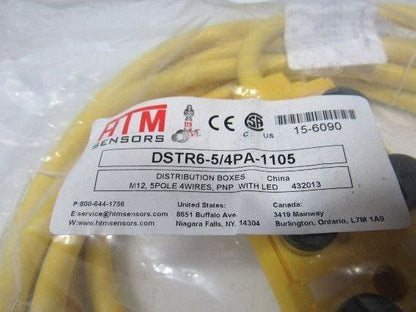 HTM
SENSORS
CE
C
SA
US
15-6090
DSTR6-5/4PA-1105
DISTRIBUTION BOXES China
M12, 5POLE 4WIRES, PNP WITH LED 432013
P:800-644-1756
E:service@htmsensors.com
W:www.htmsensors.com
United States:
8651 Buffalo Ave.
Niagara Falls, NY. 14304
Canada:
3419 Mainway
Burlington, Ontario, L7M 1A9